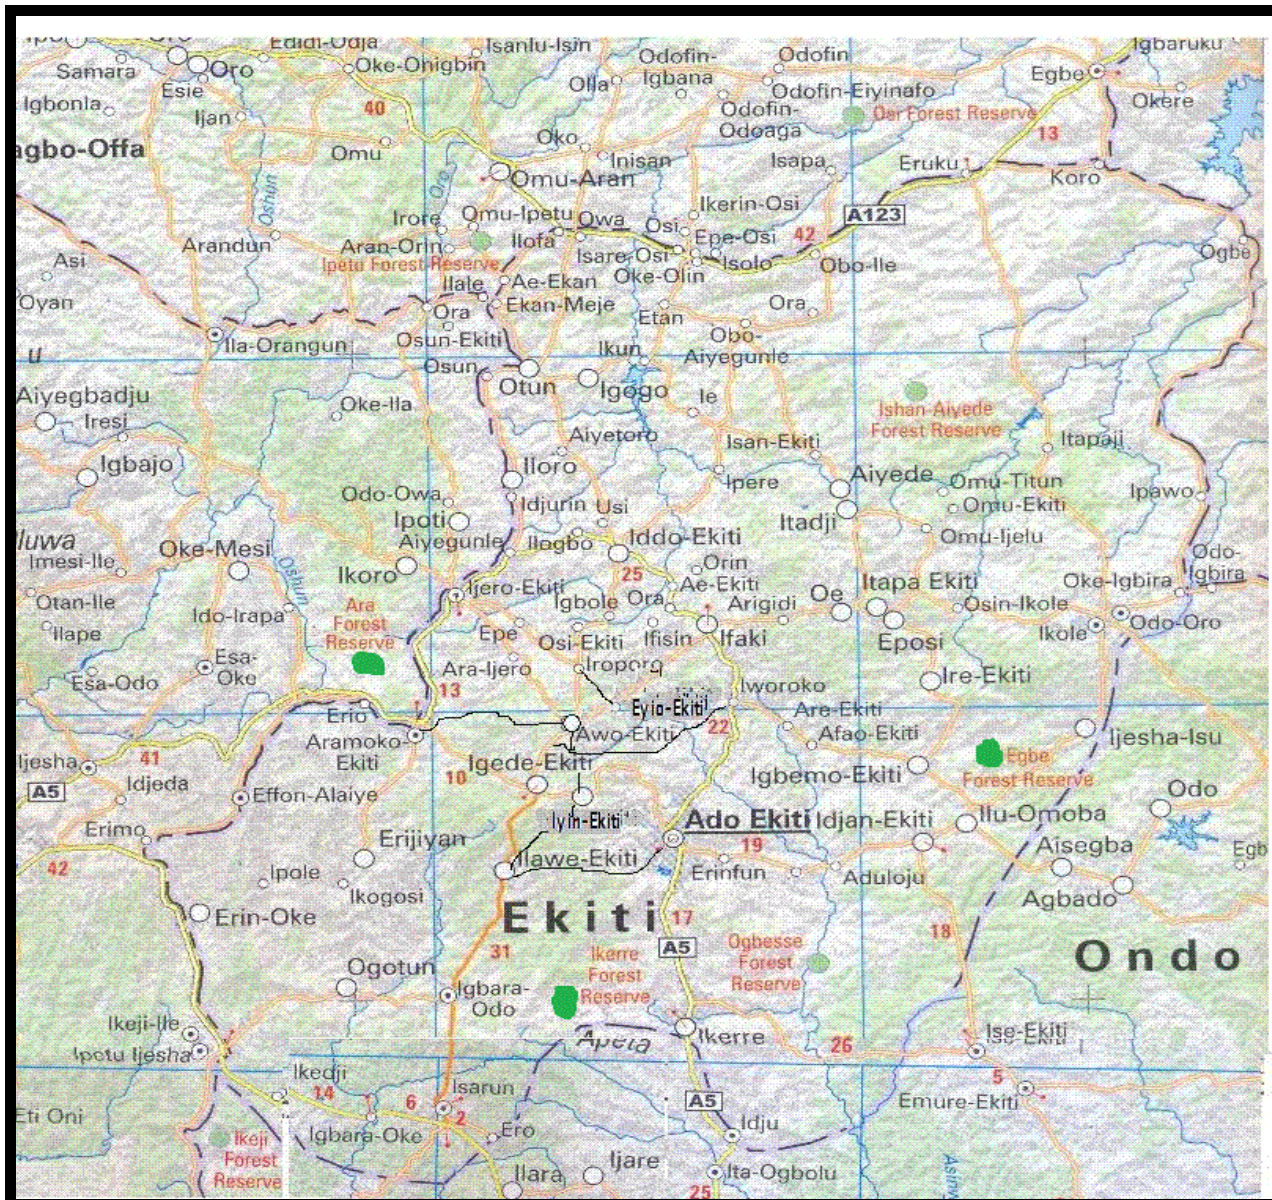 Edidi-Odja
Isanlu-Isin
Odofin-
Igbana
Odofin
Igbaruku
Samara
Oro
Oke-Onigbin
Olla
Egbe
Esie
Odofin-Eiyinafo
Okere
Igbonla
Ijan
40
Odofin-
Odoaga
Osi Forest Reserve
13
agbo-Offa
Omu
Oko
Inisan
Isapa
Eruku
Koro
Omu-Aran
Oro
Oshun
Ikerin-Osi
A123
Irore
Omu-Ipetu
Owa
Osi
Epe-Osi
42
Arandun
Aran-Orin
Ilofa
Isare-Osi
Isolo
Obo-Ile
Ogbe
Asi
Ipetu Forest Reserve
Oke-Olin
Oyan
Ilale
Ae-Ekan
Ekan-Meje
Ora
Etan
Ora
Ila-Orangun
Osun-Ekiti
Ikun
Obo-
Aiyegunle
u
Osun
Otun
Igogo
Ie
Aiyegbadju
Iresi
Oke-Ila
Ishan-Aiyede
Forest Reserve
Aiyetoro
Isan-Ekiti
Itapaji
Igbajo
Iloro
Ipere
Aiyede
Omu-Titun
Ipawo
Odo-Owa
Idjurin
Usi
Omu-Ekiti
Ipoti
Itadji
Iluwa
Oke-Mesi
Aiyegunle
Ilogbo
Iddo-Ekiti
Omu-Ijelu
Imesi-Ile
Oshum
Ikoro
25
Orin
Odo-
Igbira
Otan-Ile
Ijero-Ekiti
Ae-Ekiti
Oe
Itapa Ekiti
Oke-Igbira
Ido-Irapa
Ara
Forest
Reserve
Igbole
Ora
Arigidi
Osin-Ikole
Ilape
Epe
Osi-Ekiti
Ifisin
Ifaki
Eposi
Ikole
Odo-Oro
Esa-
Oke
Ara-Ijero
Iroporo
Esa-Odo
13
Iworoko
Ire-Ekiti
Eyio-Ekiti
Erio
Awo-Ekiti
22
Are-Ekiti
Afao-Ekiti
Ijesha-Isu
Aramoko-
Ekiti
41
Ijesha
10
Igede-Ekiti
Igbemo-Ekiti
Egbe
Forest Reserve
A5
Idjeda
Effon-Alaiye
Odo
Erimo
Erijiyan
Iyin-Ekiti
Ado Ekiti
Idjan-Ekiti
Ilu-Omoba
42
Ilawe-Ekiti
19
Aisegba
Egb
Ipole
Ikogosi
Erinfun
Aduloju
Agbado
Erin-Oke
Ekiti
17
18
31
A5
Ondo
Ogotun
Ikerre
Forest
Reserve
Ogbesse
Forest
Reserve
Igbara-
Odo
Ikeji-Ile
Ikerre
Ise-Ekiti
Ipetu Ijesha
26
Ikedji
14
Isarun
5
6
2
A5
Emure-Ekiti
Eti Oni
Igbara-Oke
Ero
Idju
Ikeji
Forest
Reserve
Ilara
Ijare
Ita-Ogbolu
25